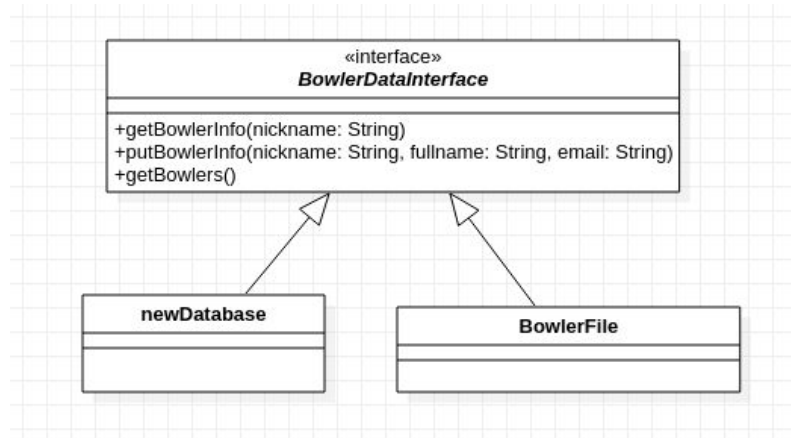 «interface»
BowlerDataInterface
+getBowlerInfo(nickname: String)
+putBowlerInfo(nickname: String, fullname: String, email: String)
+getBowlers()
newDatabase
BowlerFile